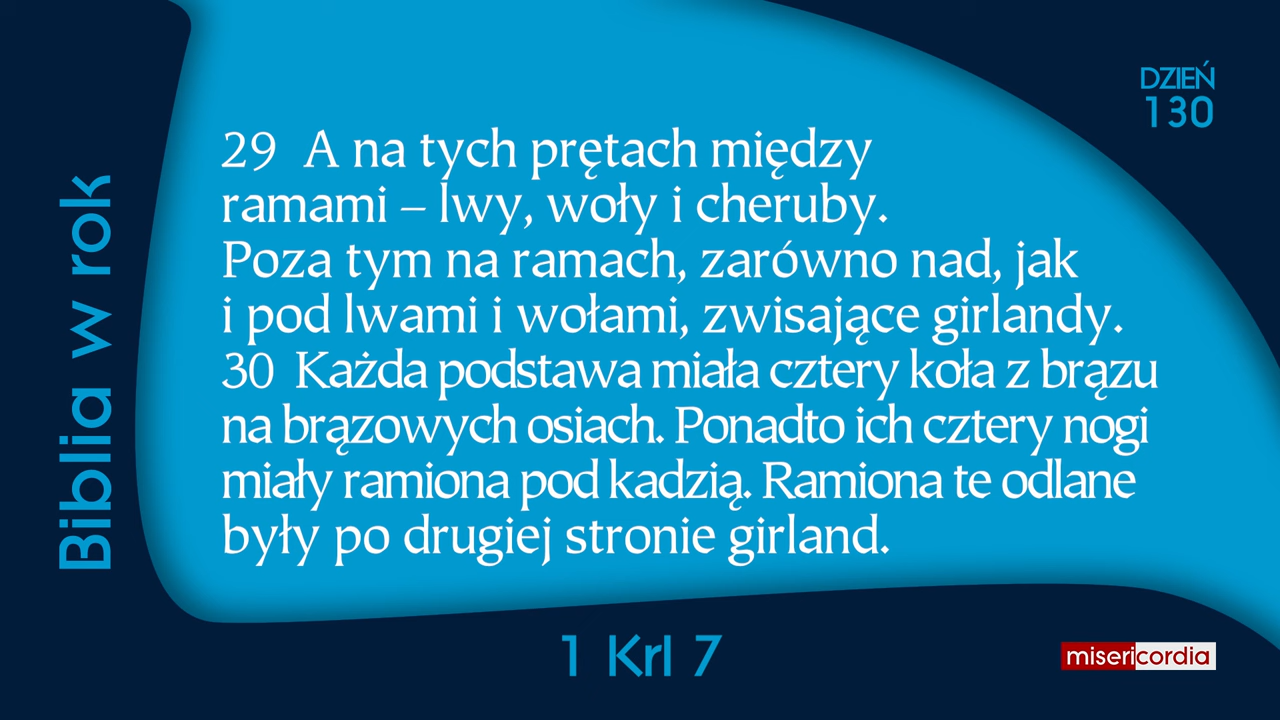 DZIEŃ
130
Biblia w rok
29 A na tych prętach między
ramami – lwy, woły i cheruby.
Poza tym na ramach, zarówno nad, jak
i pod lwami i wołami, zwisające girlandy.
30 Każda podstawa miała cztery koła z brązu
na brązowych osiach. Ponadto ich cztery nogi
miały ramiona pod kadzią. Ramiona te odlane
były po drugiej stronie girland.
1 Krl 7
misericordia